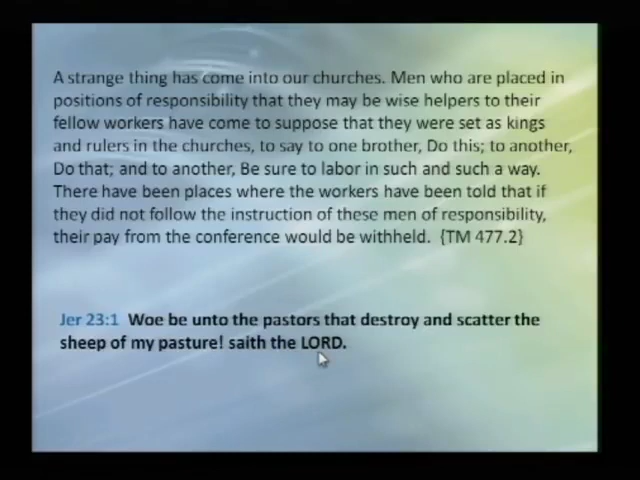 A strange thing has come into our churches. Men who are placed in
positions of responsibility that they may be wise helpers to their
fellow workers have come to suppose that they were set as kings
and rulers in the churches, to say to one brother, Do this; to another,
Do that; and to another, Be sure to labor in such and such a way.
There have been places where the workers have been told that if
they did not follow the instruction of these men of responsibility,
their pay from the conference would be withheld.  {TM 477.2}
Jer 23:1  Woe be unto the pastors that destroy and scatter the
sheep of my pasture! saith the LORD.